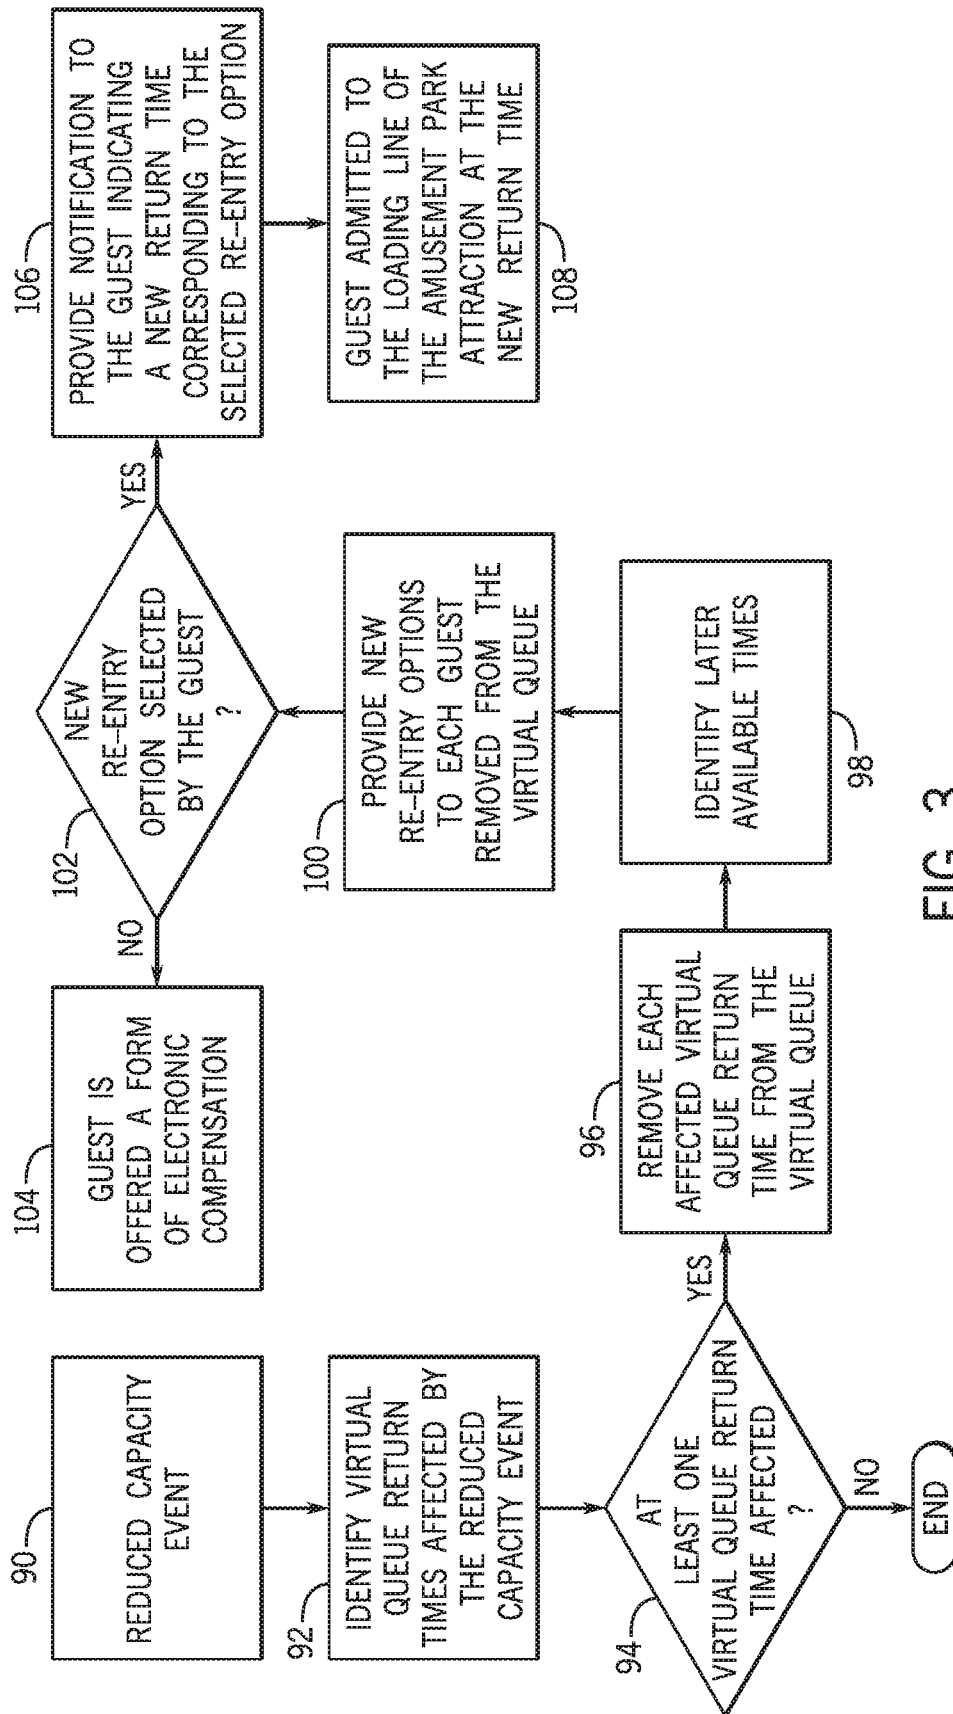 90
REDUCED CAPACITY
EVENT
92
IDENTIFY VIRTUAL
QUEUE RETURN
TIMES AFFECTED BY
THE REDUCED
CAPACITY EVENT
94
AT
LEAST ONE
VIRTUAL QUEUE RETURN
TIME AFFECTED
?
NO
END
YES
96
REMOVE EACH
AFFECTED VIRTUAL
QUEUE RETURN
TIME FROM THE
VIRTUAL QUEUE
IDENTIFY LATER
AVAILABLE TIMES
98
100
PROVIDE NEW
RE-ENTRY OPTIONS
TO EACH GUEST
REMOVED FROM THE
VIRTUAL QUEUE
102
NEW
RE-ENTRY
OPTION SELECTED
BY THE GUEST
?
NO
104
GUEST IS
OFFERED A FORM
OF ELECTRONIC
COMPENSATION
YES
106
PROVIDE NOTIFICATION TO
THE GUEST INDICATING
A NEW RETURN TIME
CORRESPONDING TO THE
SELECTED RE-ENTRY OPTION
GUEST ADMITTED TO
THE LOADING LINE OF
THE AMUSEMENT PARK
ATTRACTION AT THE
NEW RETURN TIME
108
FIG. 3